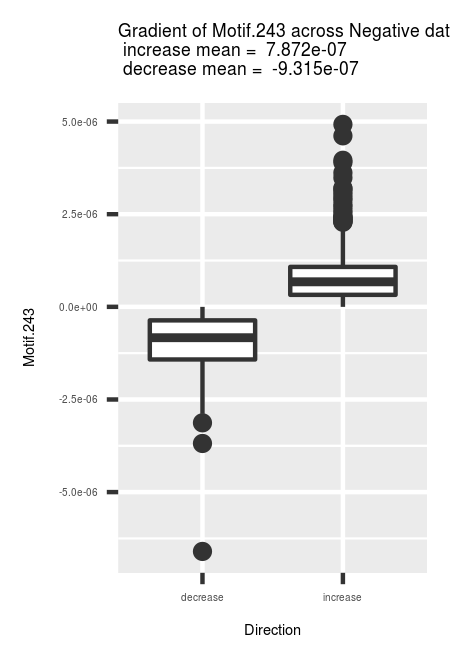 Gradient of Motif.243 across Negative dat
increase mean =  7.872e-07
decrease mean =  -9.315e-07
5.0e-06
2.5e-06
0.0e+00
-2.5e-06
-5.0e-06
Motif.243
decrease
increase
Direction